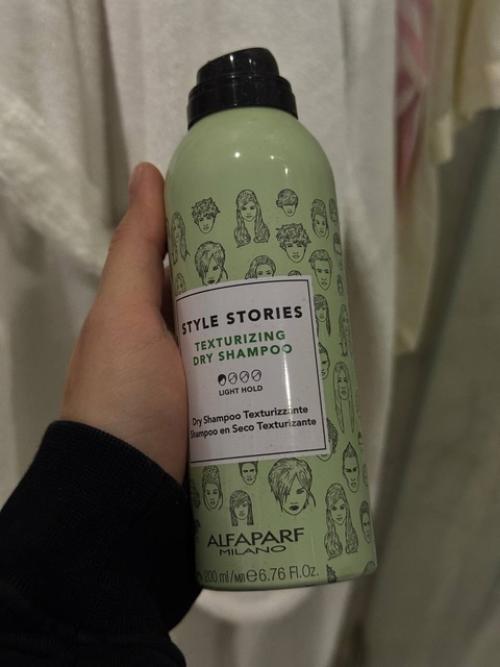 STYLE STORIES
TEXTURIZING
DRY SHAMPOO
LIGHT HOLD
Dry Shampoo Texturizzante
Shampoo en Seco Texturizante
ALFAPARF
MILANO
200 ml/мл℮6.76 Fl.Oz.